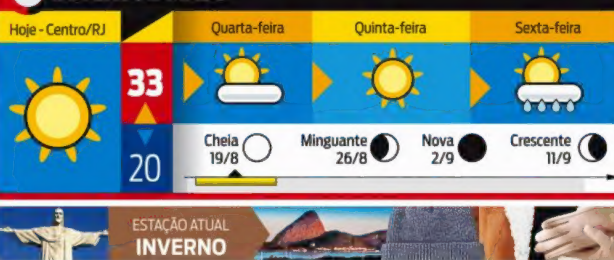 Hoje - Centro/RJ
Quarta-feira
Quinta-feira
Sexta-feira
33
20
Cheia
19/8
Minguante
26/8
Nova
2/9
Crescente
11/9
ESTAÇÃO ATUAL
INVERNO